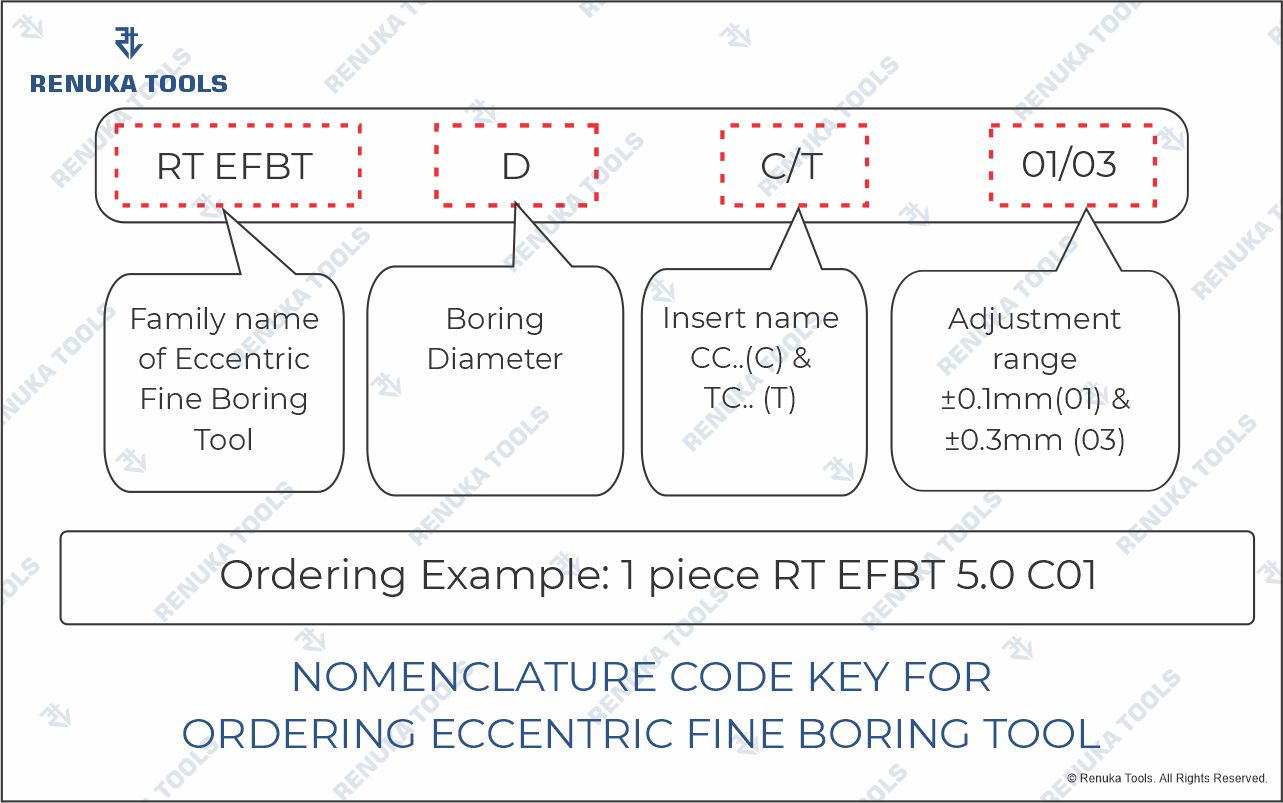 RENUKA TOOLS
RT EFBT
D
C/T
01/03
Family name
of Eccentric
Fine Boring
Tool
Boring
Diameter
Insert name
CC..(C) &
TC.. (T)
Adjustment
range
±0.1mm(01) &
±0.3mm (03)
Ordering Example: 1 piece RT EFBT 5.0 C01
NOMENCLATURE CODE KEY FOR
ORDERING ECCENTRIC FINE BORING TOOL
© Renuka Tools. All Rights Reserved.